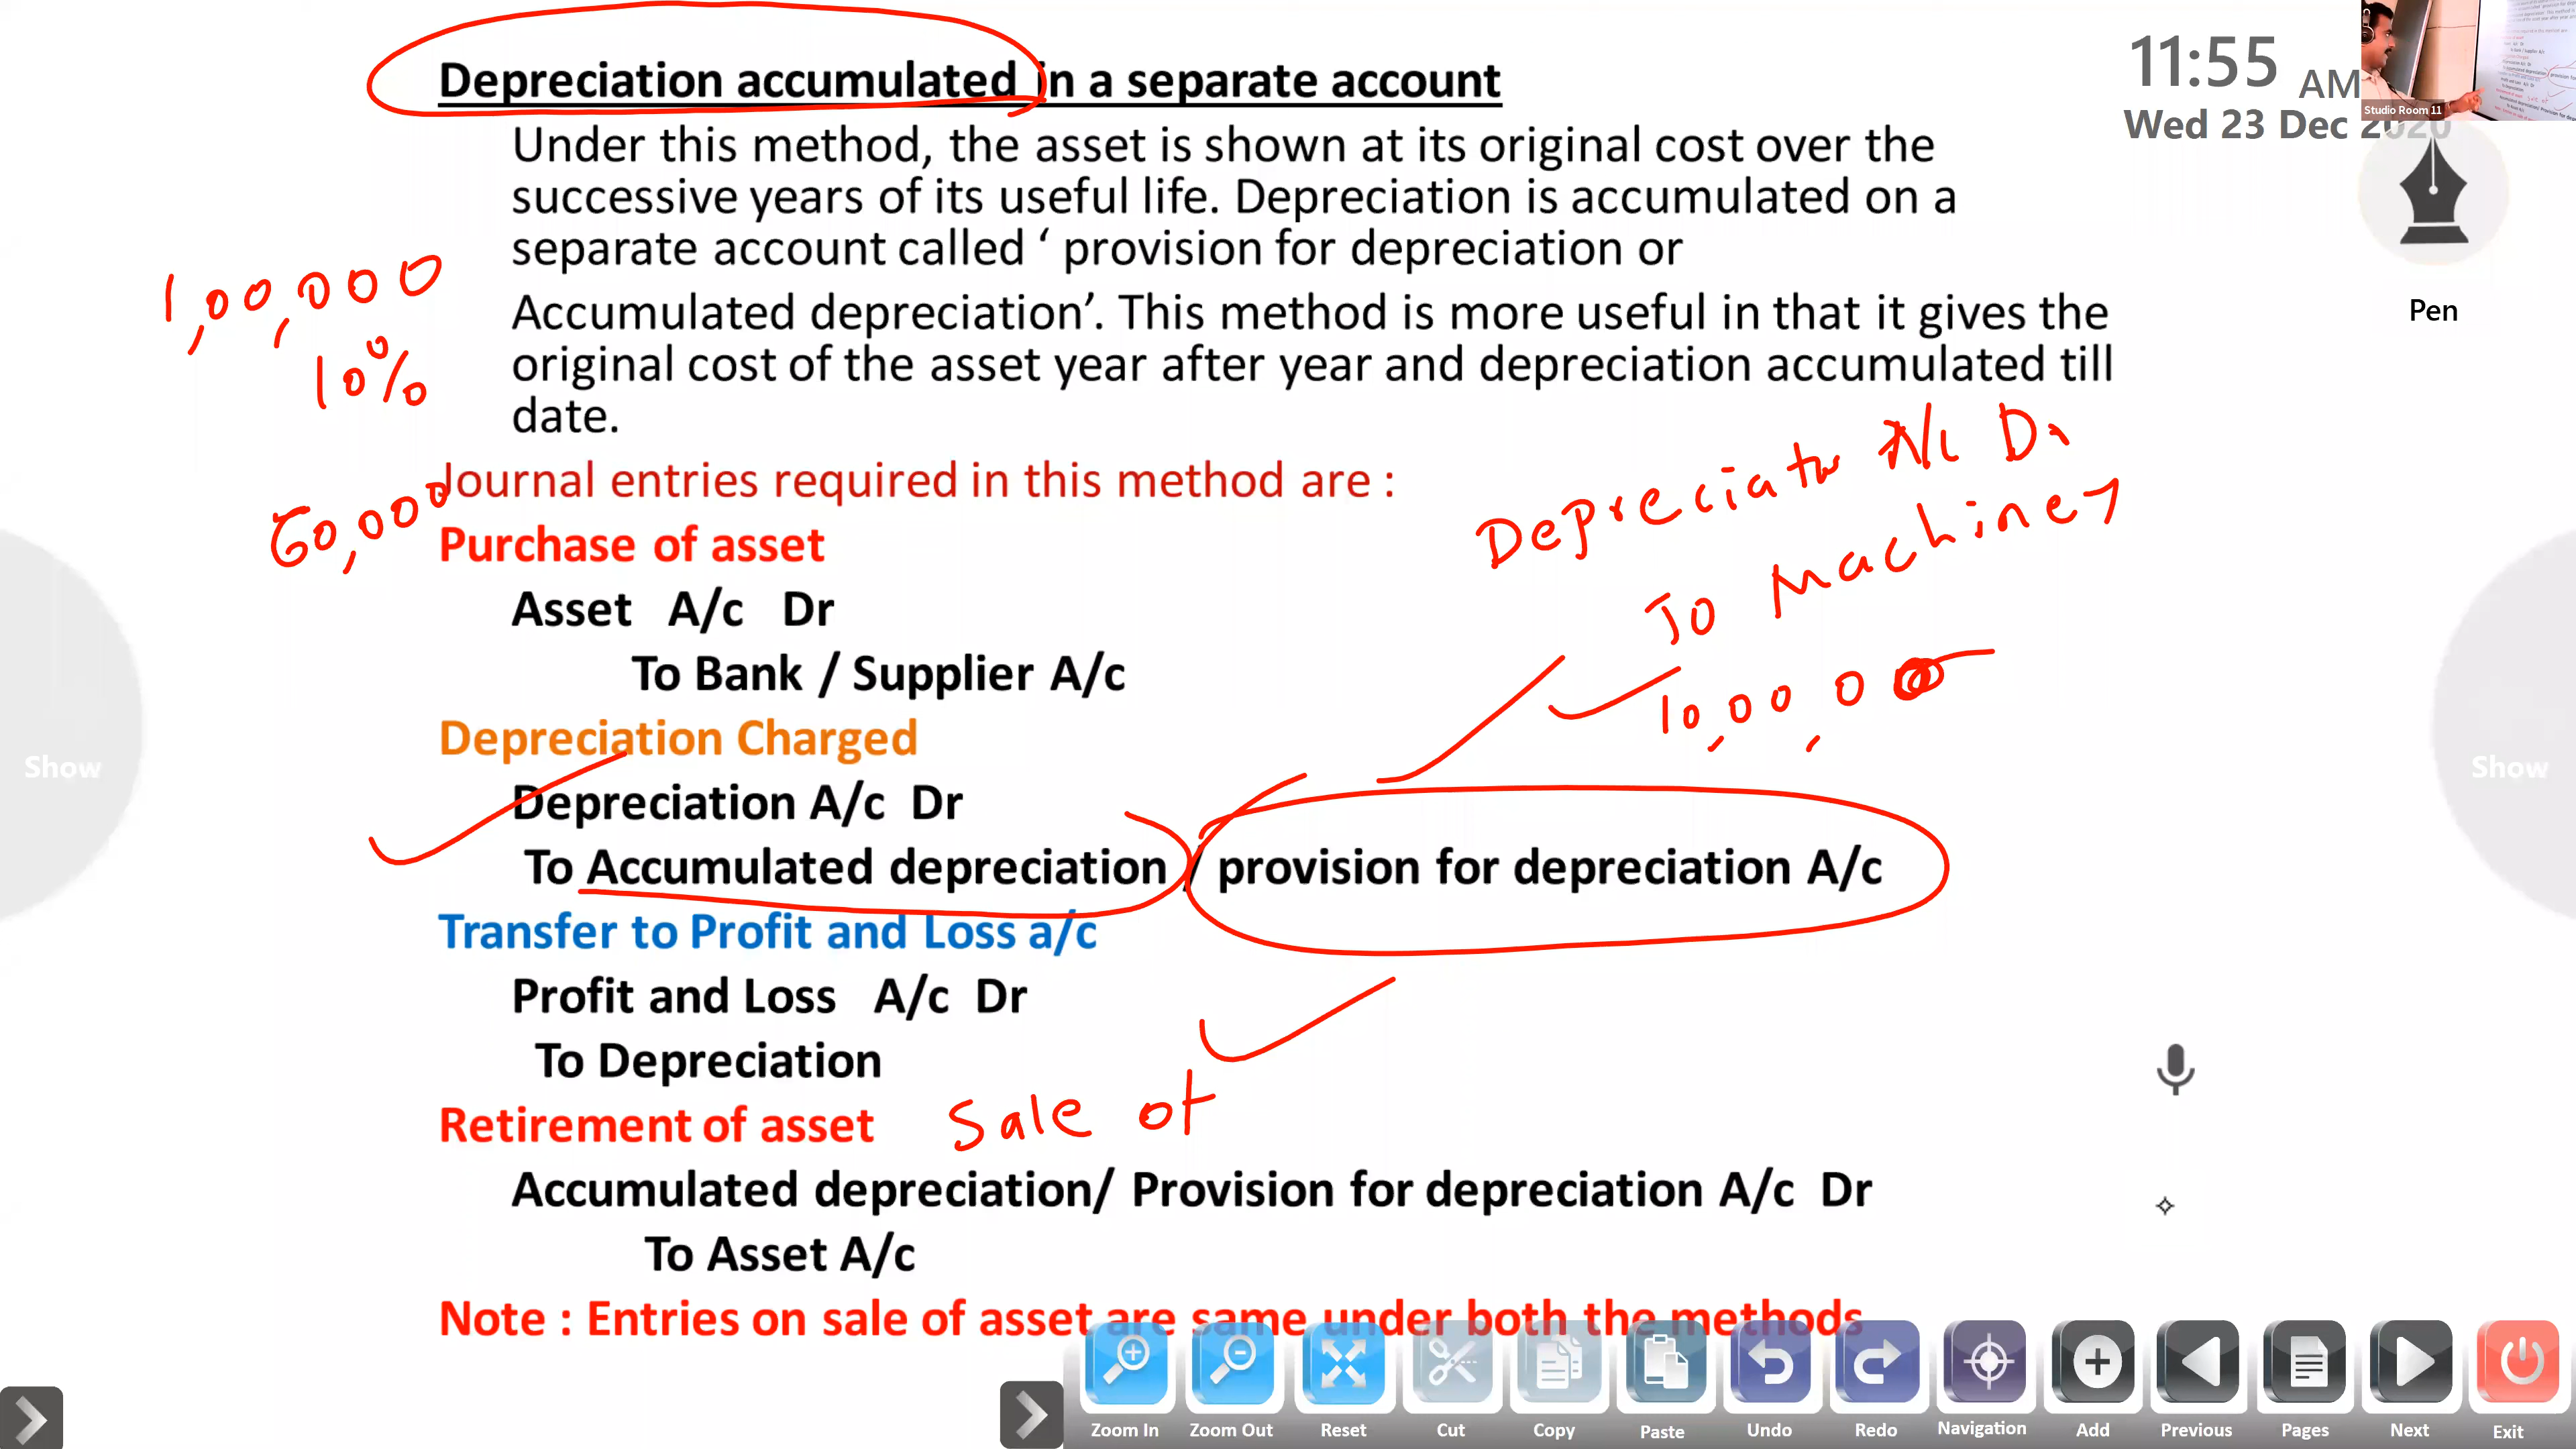 Depreciation accumulated in a separate account
Under this method, the asset is shown at its original cost over the
successive years of its useful life. Depreciation is accumulated on a
separate account called ‘ provision for depreciation or
Accumulated depreciation’. This method is more useful in that it gives the
original cost of the asset year after year and depreciation accumulated till
date.
Journal entries required in this method are :
Purchase of asset
Asset A/c Dr
To Bank / Supplier A/c
Depreciation Charged
Depreciation A/c Dr
To Accumulated depreciation / provision for depreciation A/c
Transfer to Profit and Loss a/c
Profit and Loss A/c Dr
To Depreciation
Retirement of asset
Sale of
Accumulated depreciation/ Provision for depreciation A/c Dr
To Asset A/c
Note : Entries on sale of asset are same under both the methods
1,00,000
10%
60,000
A/c Dr
To Machinery
11:55 AM
Wed 23 Dec 2020
Studio Room 11
Pen
Show
Show
Zoom In
Zoom Out
Reset
Cut
Copy
Paste
Undo
Redo
Navigation
Add
Previous
Pages
Next
Exit